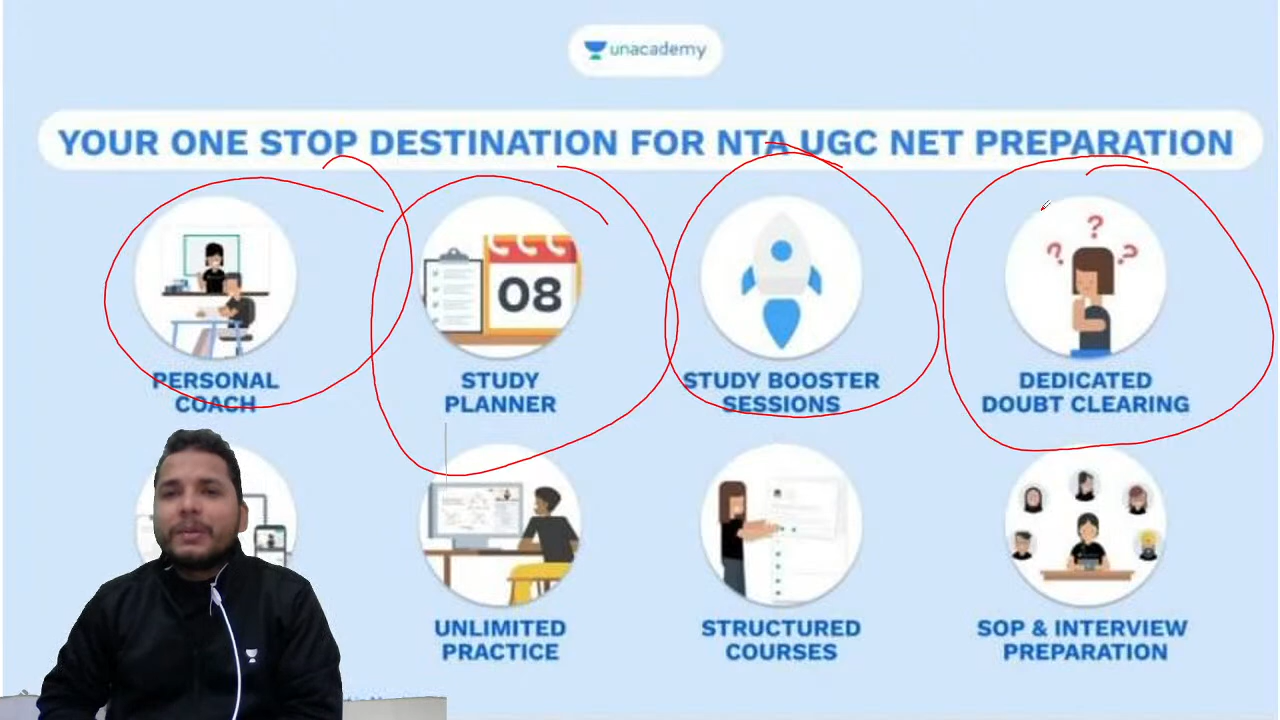 unacademy
YOUR ONE STOP DESTINATION FOR NTA UGC NET PREPARATION
PERSONAL
COACH
STUDY
PLANNER
08
STUDY BOOSTER
SESSIONS
DEDICATED
DOUBT CLEARING
? ? ?
UNLIMITED
PRACTICE
STRUCTURED
COURSES
SOP & INTERVIEW
PREPARATION